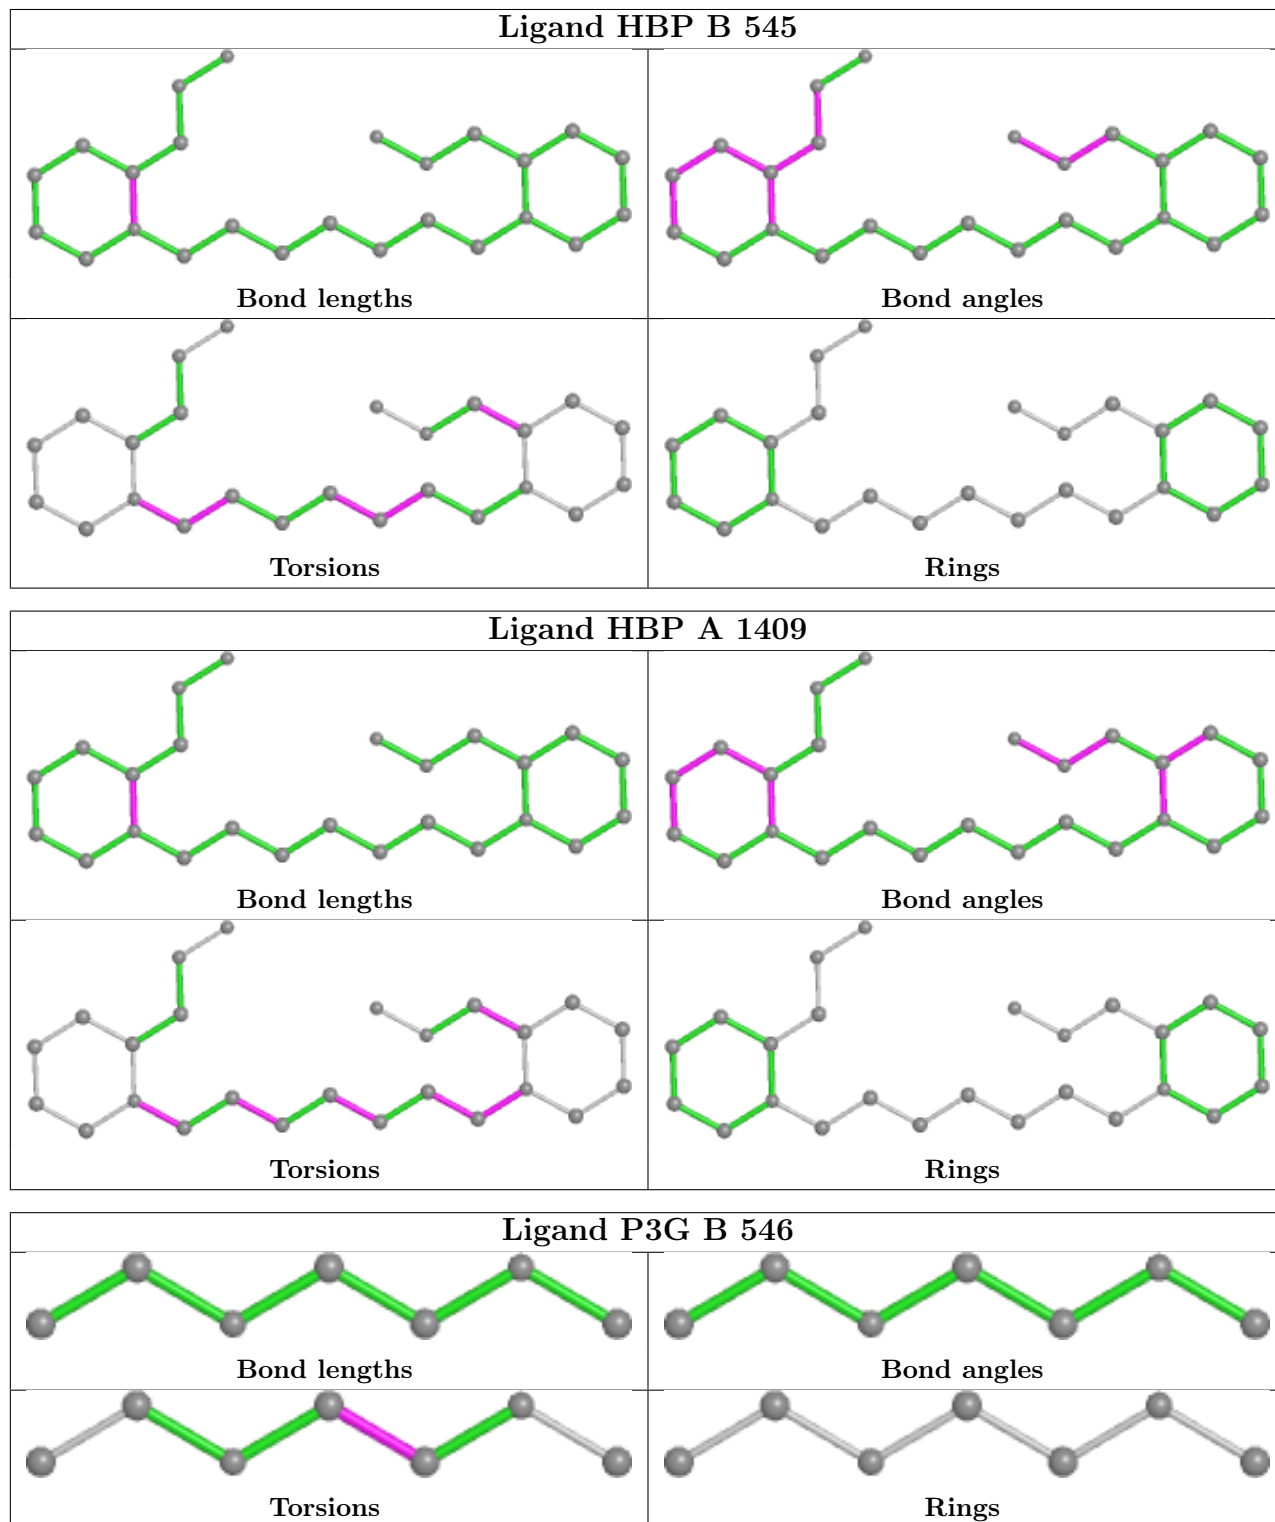 Ligand HBP B 545
Bond lengths
Bond angles
Torsions
Rings
Ligand HBP A 1409
Bond lengths
Bond angles
Torsions
Rings
Ligand P3G B 546
Bond lengths
Bond angles
Torsions
Rings